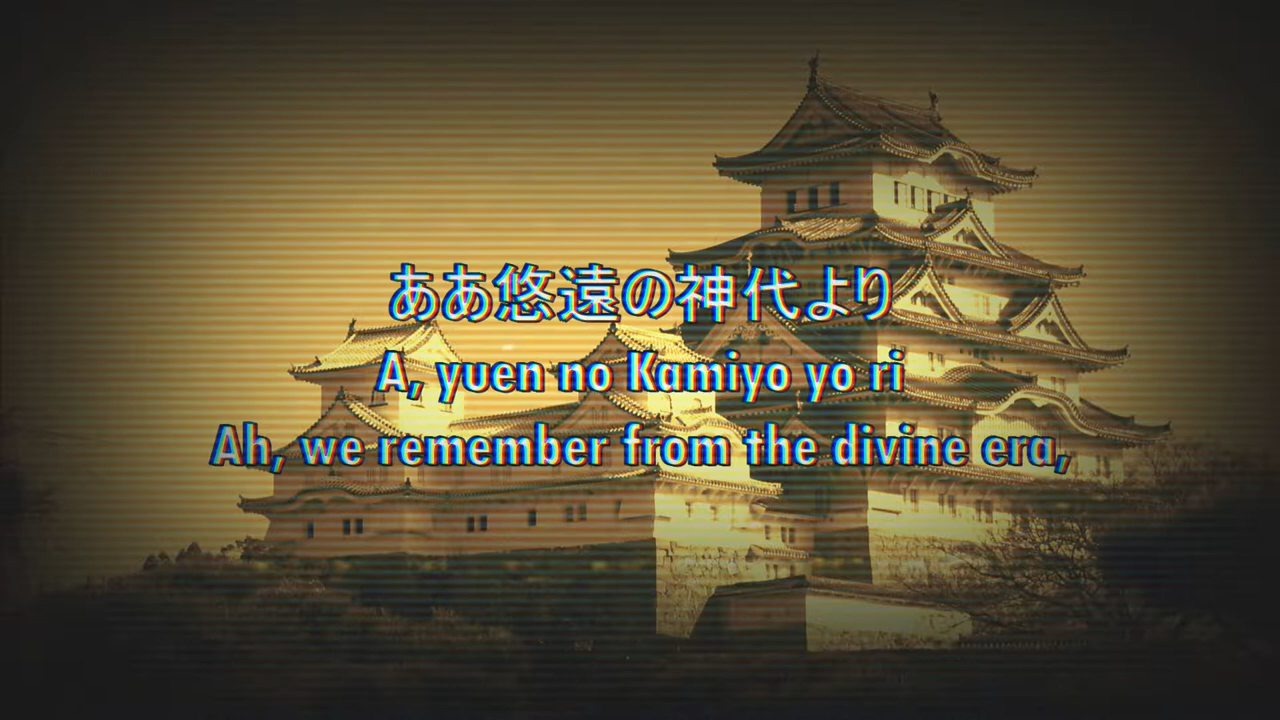 ああ悠遠の神代より
A, yuen no Kamiyo yo ri
Ah, we remember from the divine era,